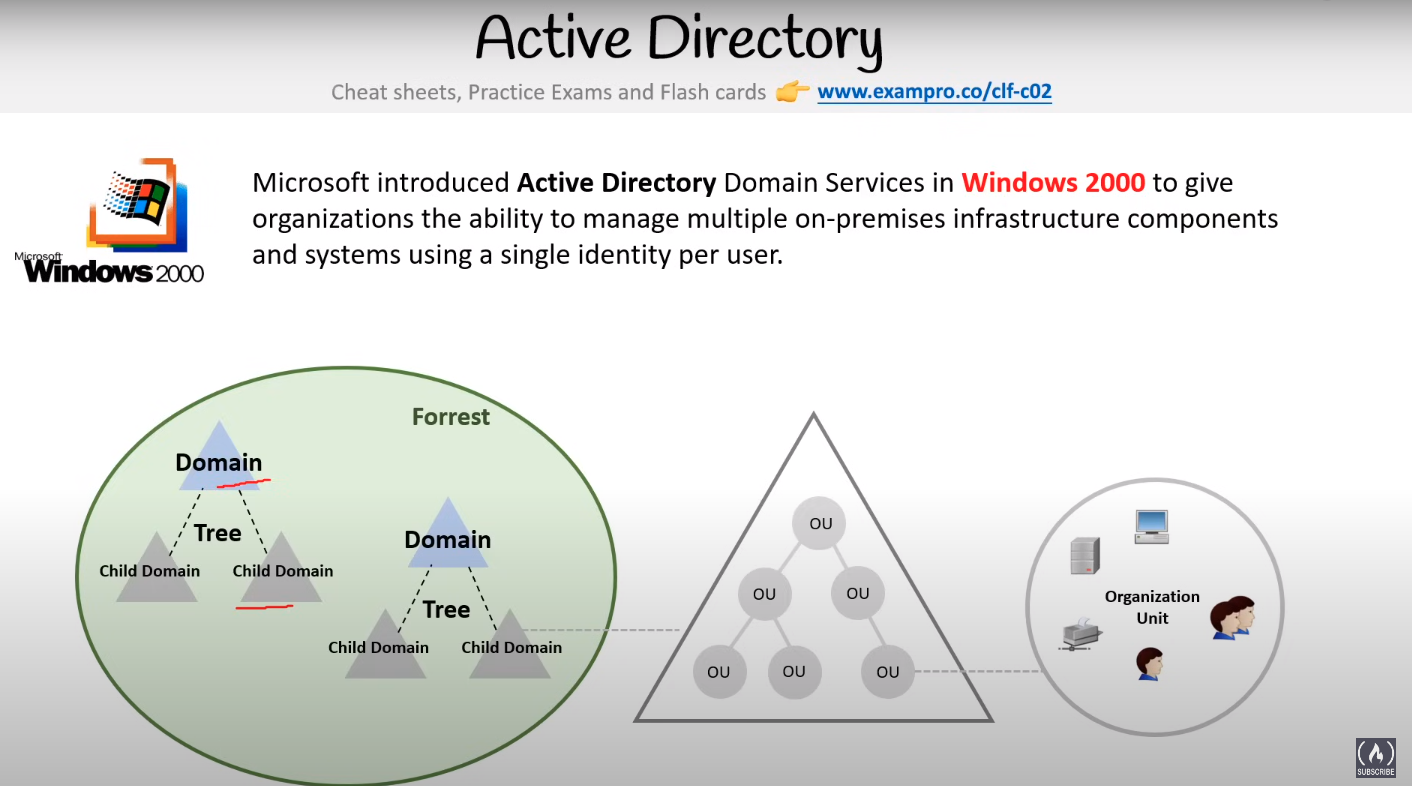 Active Directory
Cheat sheets, Practice Exams and Flash cards 👉 www.exampro.co/clf-c02
Microsoft
Windows 2000
Microsoft introduced Active Directory Domain Services in Windows 2000 to give
organizations the ability to manage multiple on-premises infrastructure components
and systems using a single identity per user.
Forrest
Domain
Tree
Child Domain
Child Domain
Domain
Tree
Child Domain
Child Domain
OU
OU
OU
OU
OU
OU
Organization
Unit
SUBSCRIBE